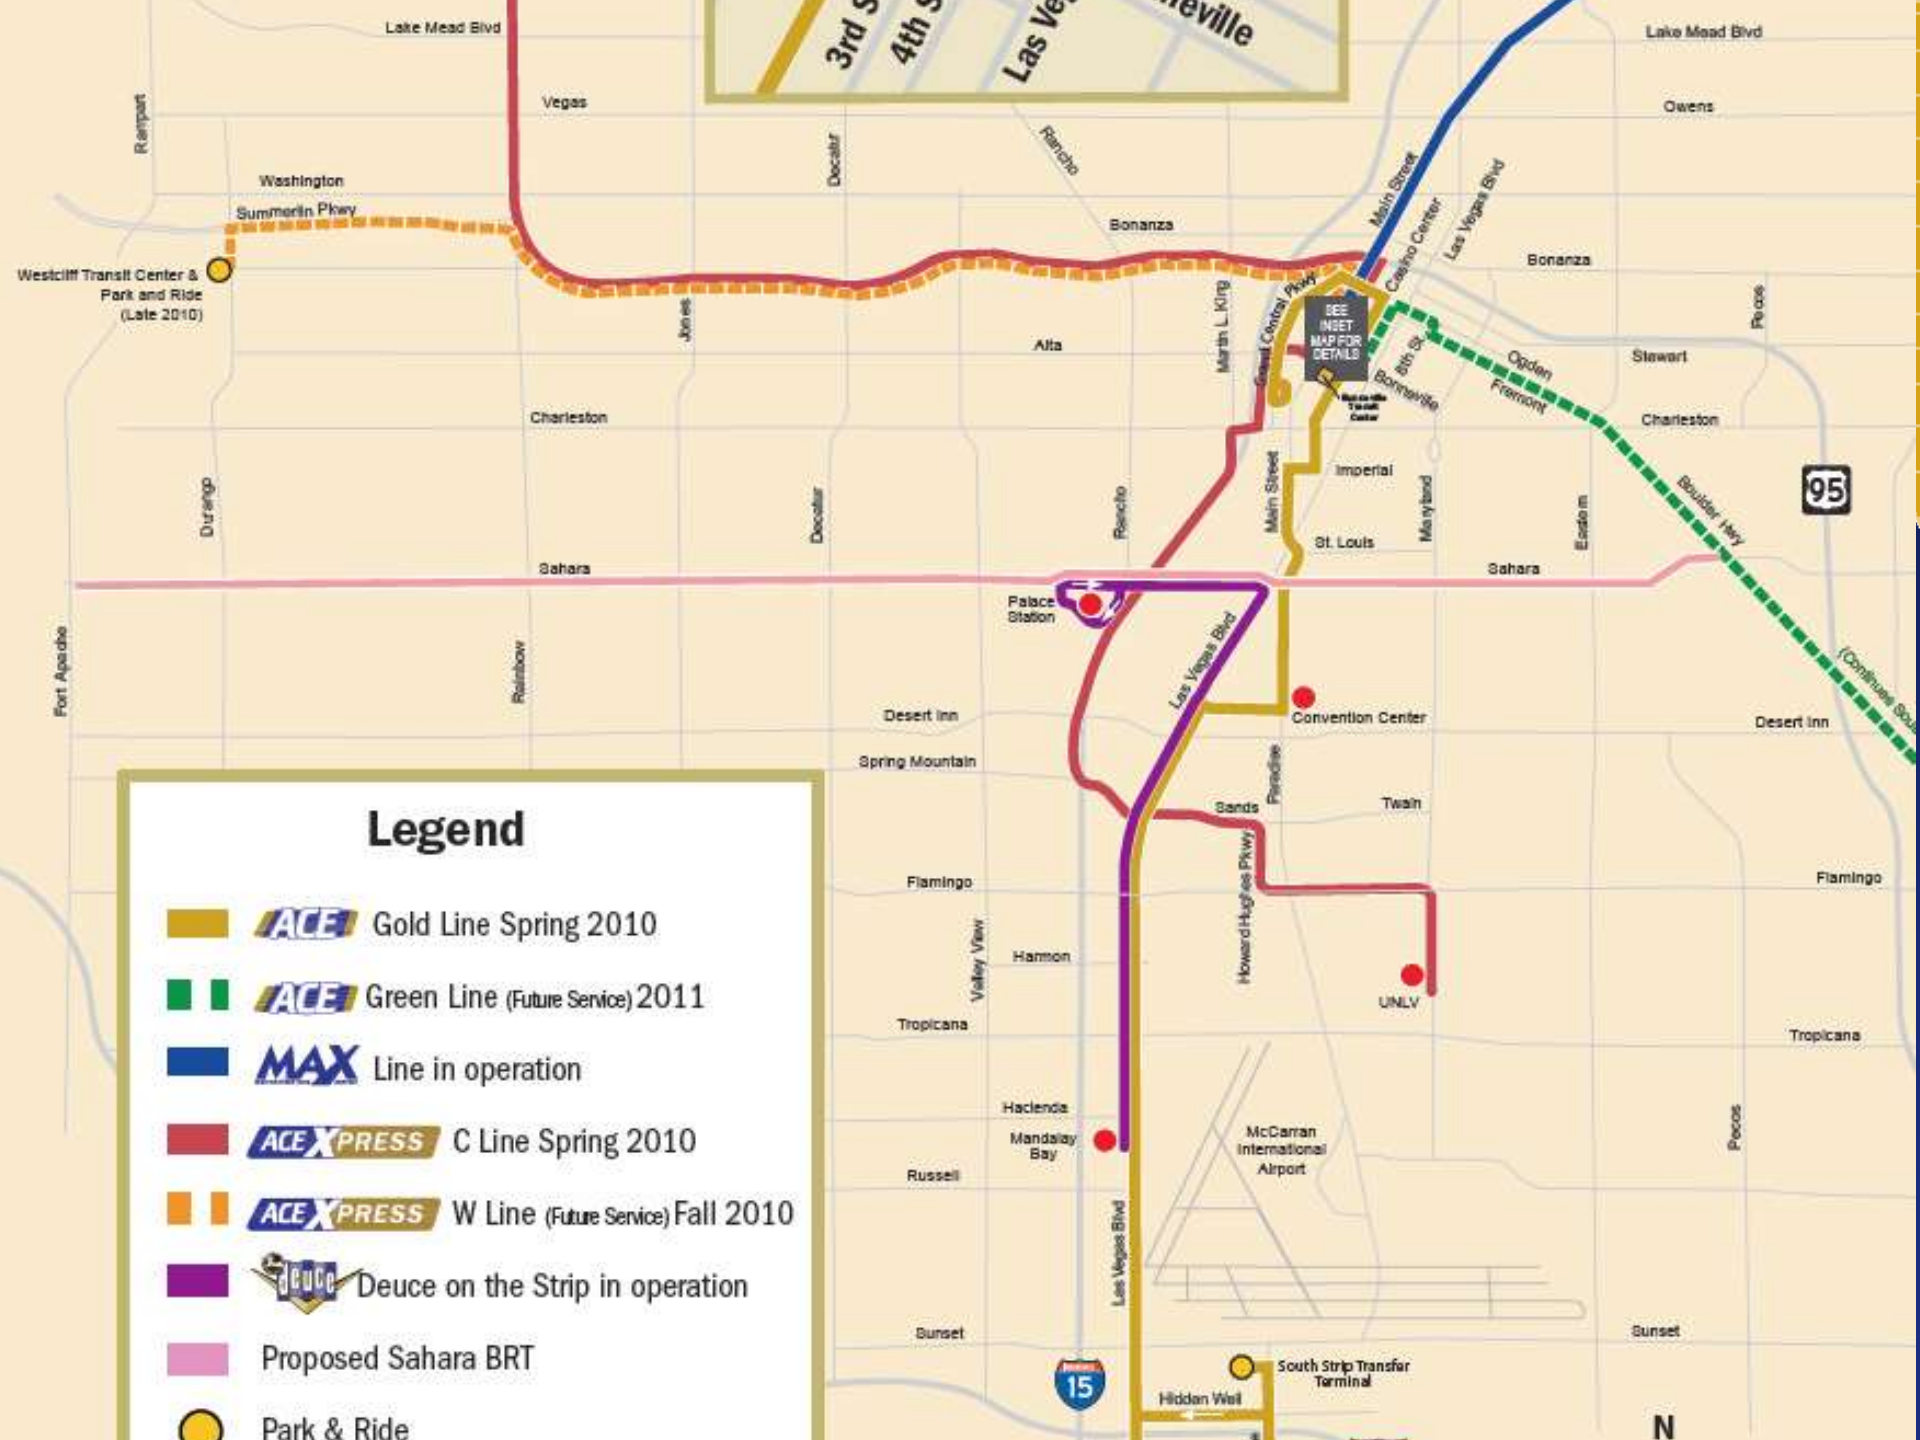 Lake Mead Blvd
3rd S
4th S
Las Ve
neville
Lake Mead Blvd
Rampart
Vegas
Decatur
Rancho
Owens
Main Street
Las Vegas Blvd
Casino Center
Washington
Summerlin Pkwy
Bonanza
Bonanza
Westcliff Transit Center &
Park and Ride
(Late 2010)
Jones
Martin L. King
Grand Central Pkwy
SEE
INSET
MAP FOR
DETAILS
Pecos
Alta
8th St.
Ogden
Stewart
Bonneville
Fremont
Bonneville
Transit
Center
Charleston
Charleston
Durango
Decatur
Rancho
Main Street
Imperial
Maryland
Eastern
Boulder Hwy
95
St. Louis
Sahara
Sahara
Palace
Station
Fort Apache
Rainbow
Las Vegas Blvd
(Continues Sou
Desert Inn
Convention Center
Desert Inn
Spring Mountain
Paradise
Sands
Twain
Howard Hughes Pkwy
Flamingo
Flamingo
Valley View
Harmon
UNLV
Tropicana
Tropicana
Hacienda
Mandalay
Bay
McCarran
International
Airport
Pecos
Russell
Las Vegas Blvd
Sunset
Sunset
15
South Strip Transfer
Terminal
Hidden Well
N
Legend
ACE Gold Line Spring 2010
ACE Green Line (Future Service) 2011
MAX Line in operation
ACE XPRESS C Line Spring 2010
ACE XPRESS W Line (Future Service) Fall 2010
deuce Deuce on the Strip in operation
Proposed Sahara BRT
Park & Ride